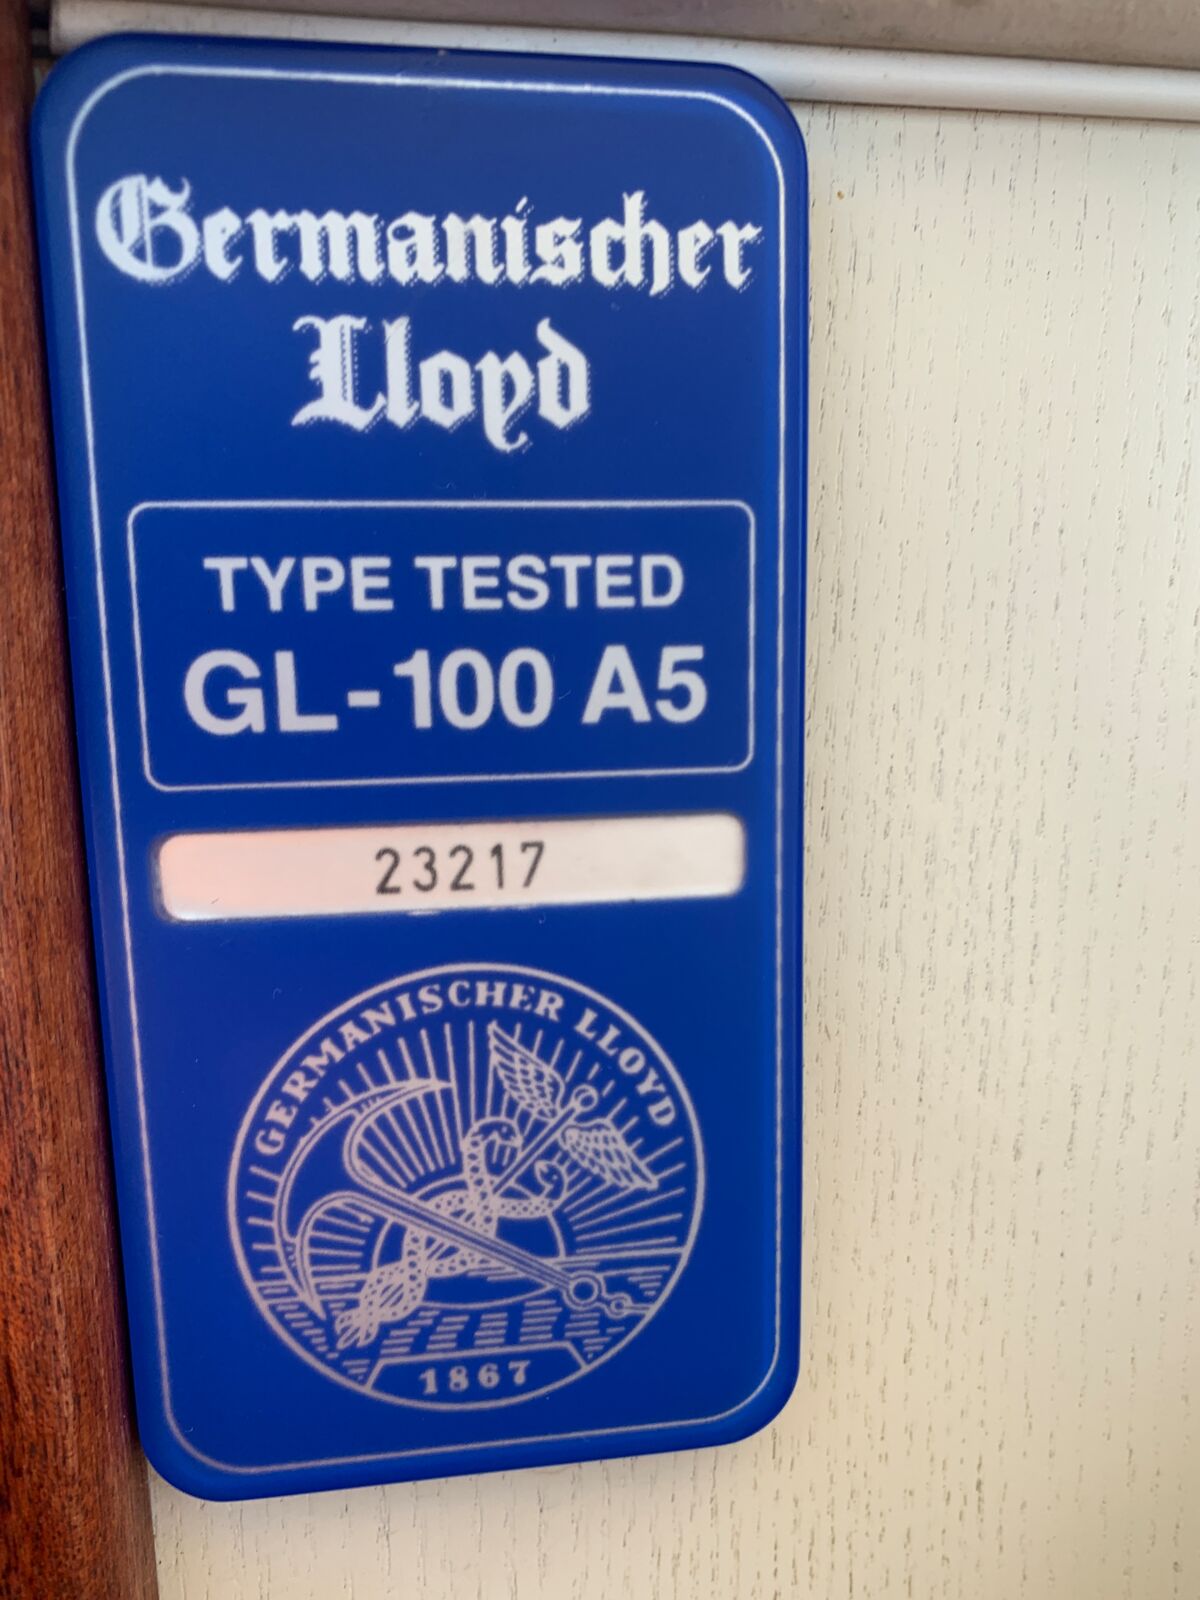 Germanischer
Lloyd
TYPE TESTED
GL-100 A5
23217
GERMANISCHER LLOYD
1867